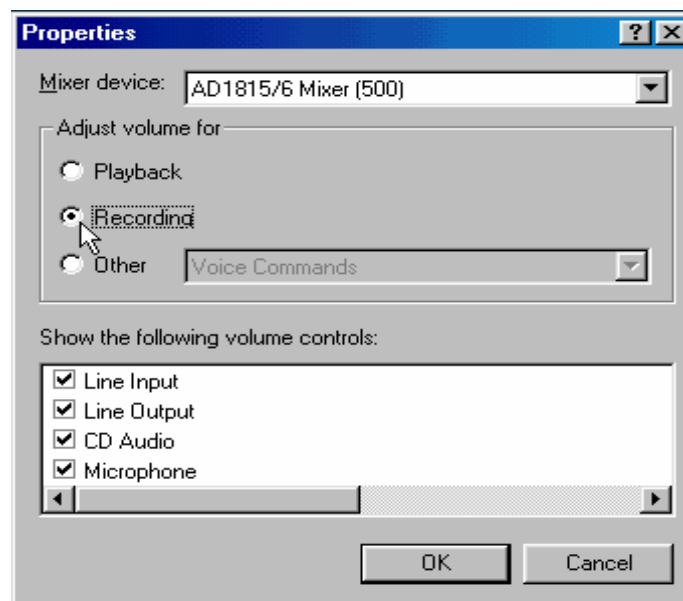 Properties
Mixer device: AD1815/6 Mixer (500)
Adjust volume for
Playback
Recording
Other Voice Commands
Show the following volume controls:
Line Input
Line Output
CD Audio
Microphone
OK Cancel